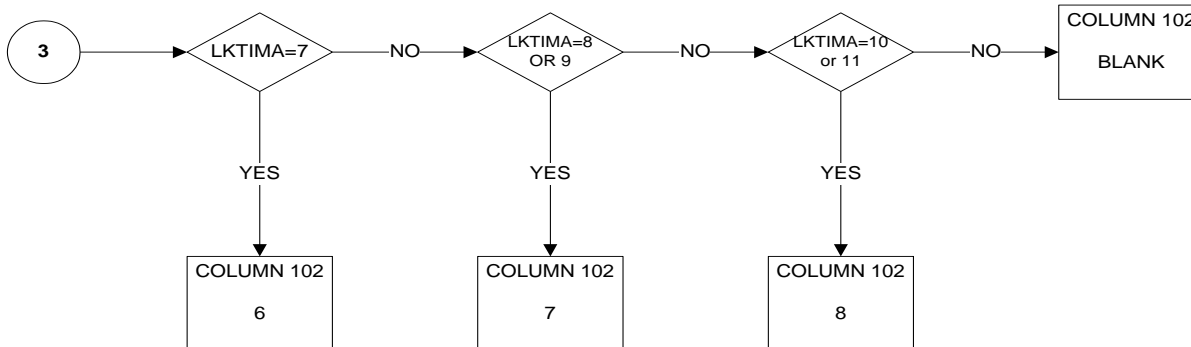 3
LKTIMA=7
NO
LKTIMA=8
OR 9
NO
LKTIMA=10
or 11
NO
COLUMN 102
BLANK
YES
YES
YES
COLUMN 102
6
COLUMN 102
7
COLUMN 102
8